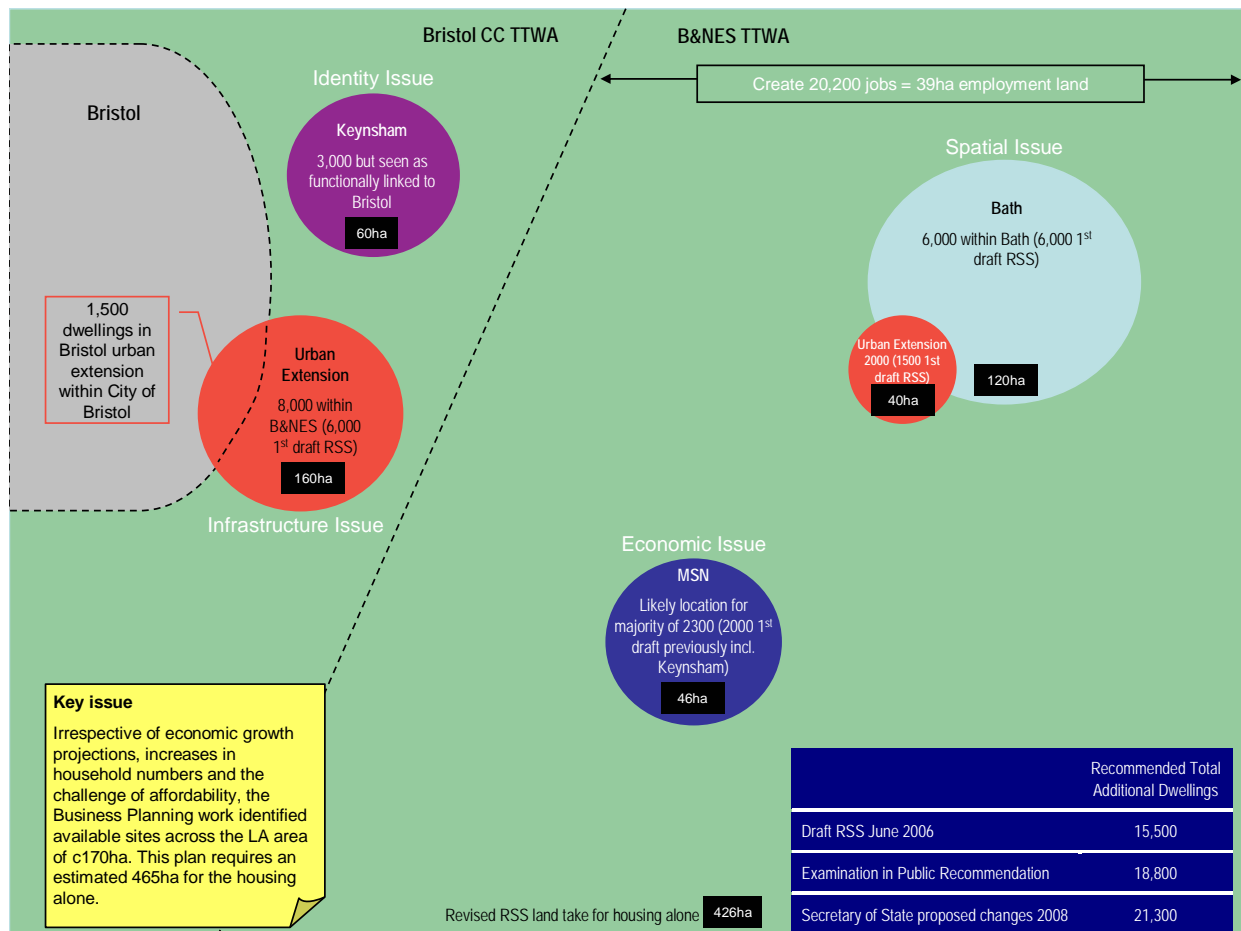 Bristol CC TTWA
B&NES TTWA
Create 20,200 jobs = 39ha employment land
Bristol
Identity Issue
Keynsham
3,000 but seen as
functionally linked to
Bristol
60ha
Spatial Issue
Bath
6,000 within Bath (6,000 1st
draft RSS)
120ha
Urban Extension
2000 (1500 1st
draft RSS)
40ha
1,500
dwellings in
Bristol urban
extension
within City of
Bristol
Urban
Extension
8,000 within
B&NES (6,000
1st draft RSS)
160ha
Infrastructure Issue
Economic Issue
MSN
Likely location for
majority of 2300 (2000 1st
draft previously incl.
Keynsham)
46ha
Key issue
Irrespective of economic growth
projections, increases in
household numbers and the
challenge of affordability, the
Business Planning work identified
available sites across the LA area
of c170ha. This plan requires an
estimated 465ha for the housing
alone.
Revised RSS land take for housing alone 426ha
Recommended Total
Additional Dwellings
Draft RSS June 2006 15,500
Examination in Public Recommendation 18,800
Secretary of State proposed changes 2008 21,300